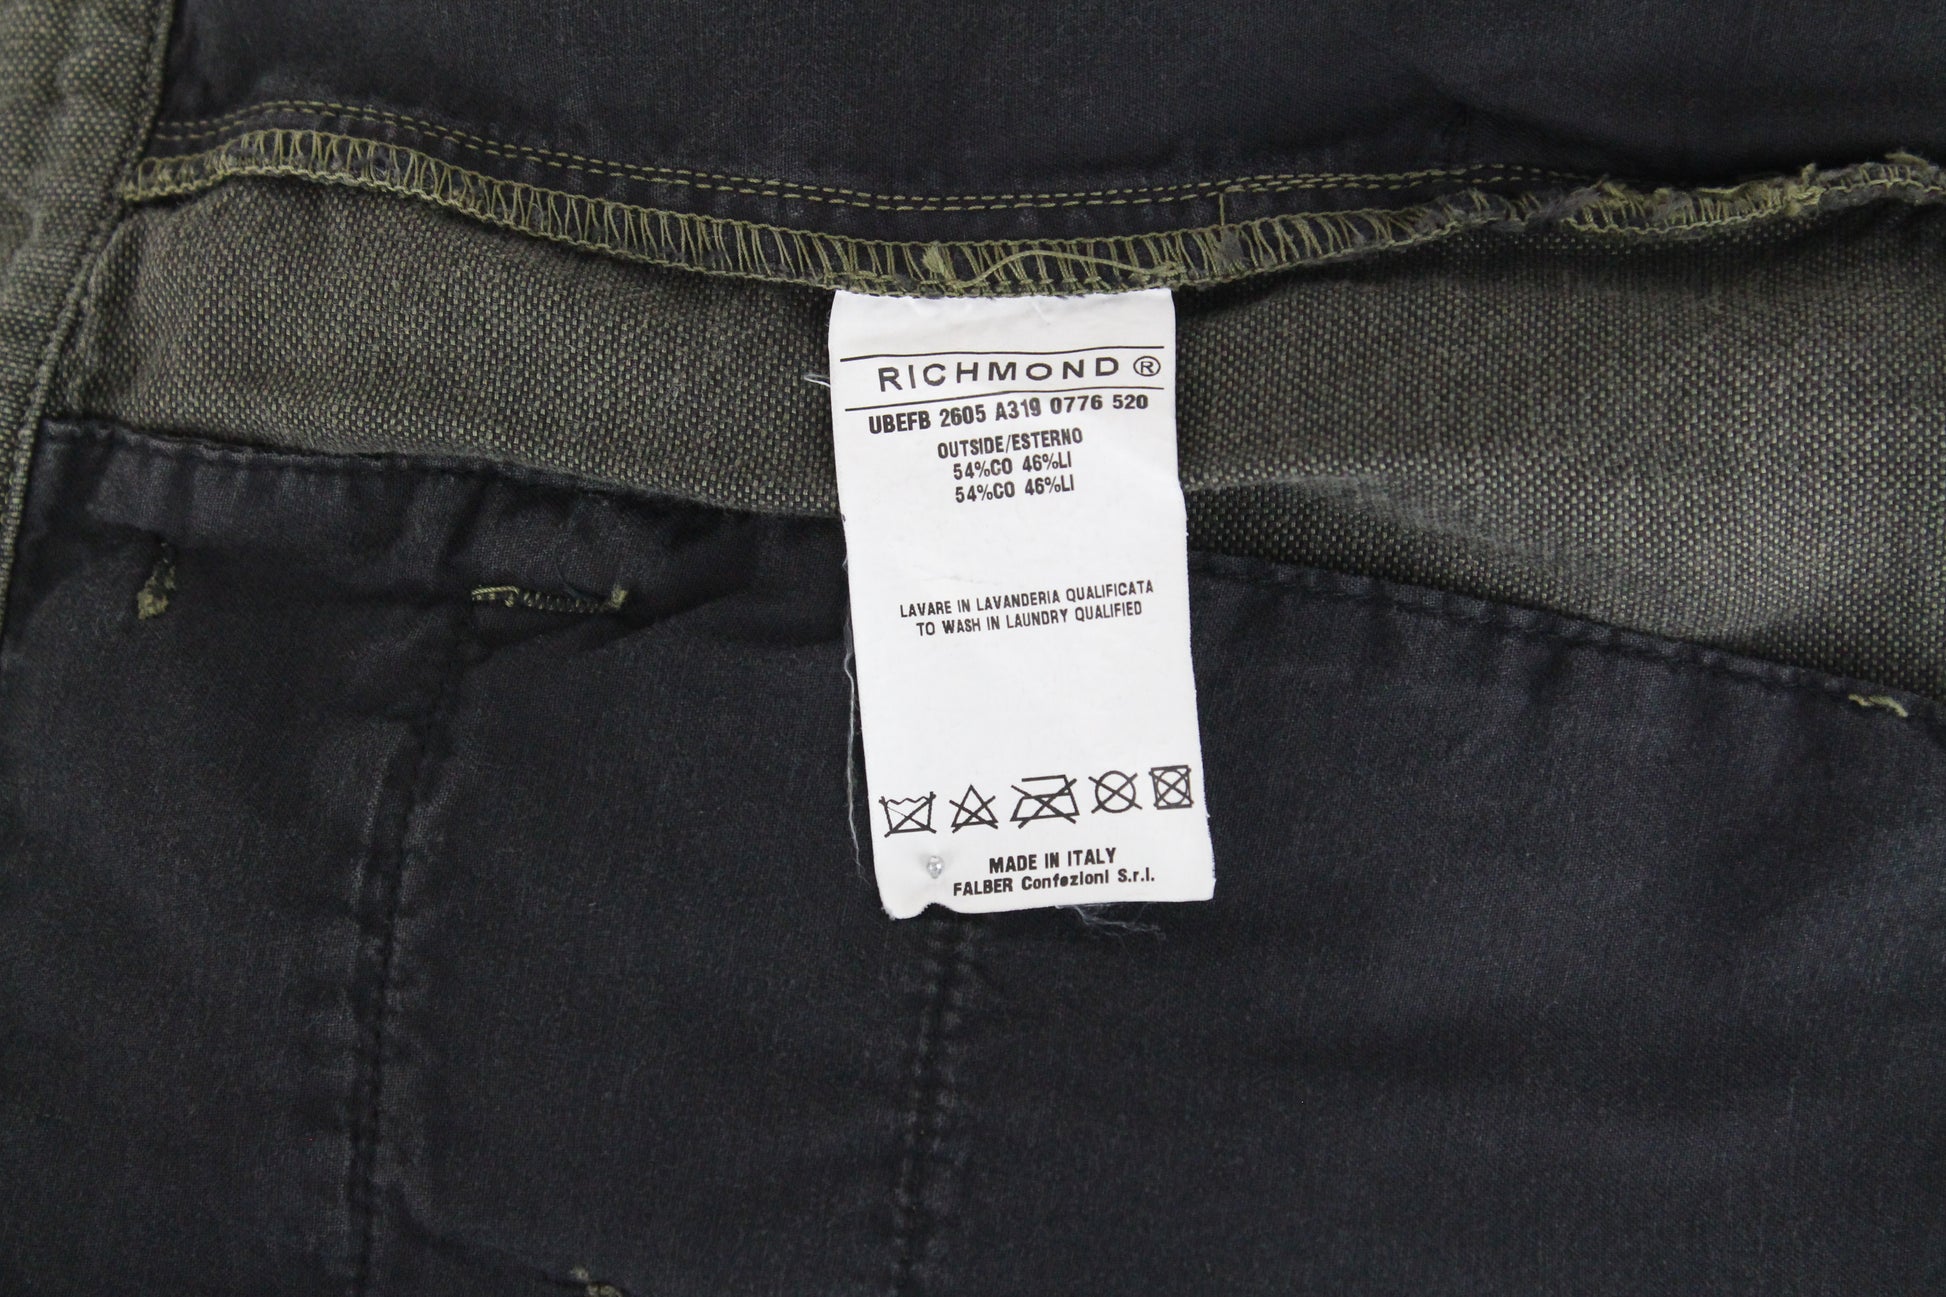 RICHMOND ®
UBEFB 2605 A319 0776 520
OUTSIDE/ESTERNO
54%CO 46%LI
54%CO 46%LI
LAVARE IN LAVANDERIA QUALIFICATA
TO WASH IN LAUNDRY QUALIFIED
MADE IN ITALY
FALBER Confezioni S.r.l.